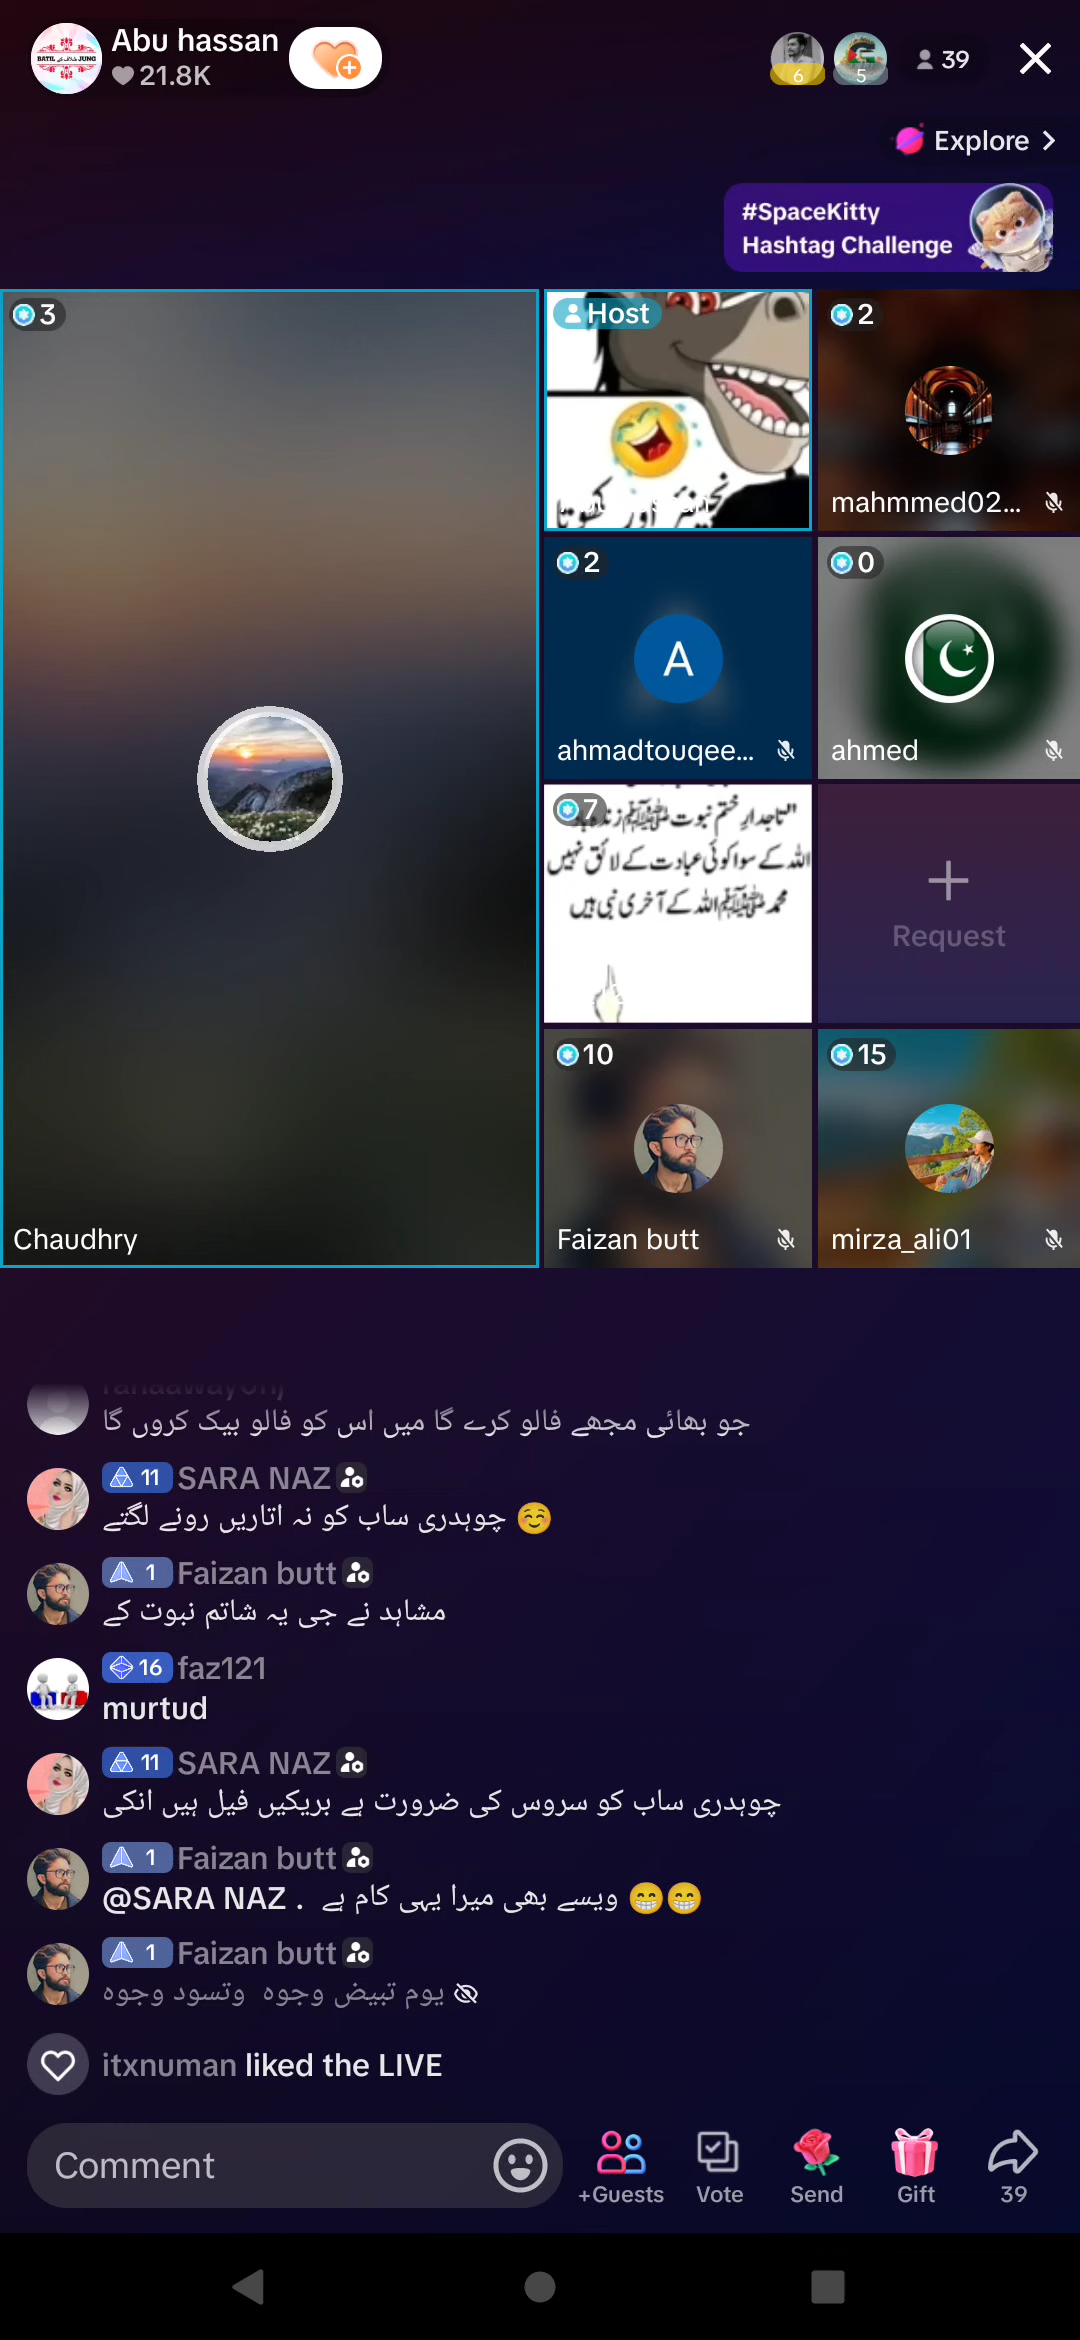 Abu hassan
21.8K
6
5
39
Explore
#SpaceKitty
Hashtag Challenge
3
Host
2
mahmmed02...
2
A
ahmadtouqee...
0
ahmed
7
"تاجدارِ ختم نبوت ﷺ زندہ باد
اللہ کے سوا کوئی عبادت کے لائق نہیں
محمد ﷺ اللہ کے آخری نبی ہیں
Request
Chaudhry
10
Faizan butt
15
mirza_ali01
جو بھائی مجھے فالو کرے گا میں اس کو فالو بیک کروں گا
11 SARA NAZ
چوہدری ساب کو نہ اتاریں رونے لگتے ☺️
1 Faizan butt
مشاہد نے جی یہ شاتم نبوت کے
16 faz121
murtud
11 SARA NAZ
چوہدری ساب کو سروس کی ضرورت ہے بریکیں فیل ہیں انکی
1 Faizan butt
@SARA NAZ . ویسے بھی میرا یہی کام ہے 😁😁
1 Faizan butt
يوم تبيض وجوه وتسود وجوه
itxnuman liked the LIVE
Comment
+Guests
Vote
Send
Gift
39